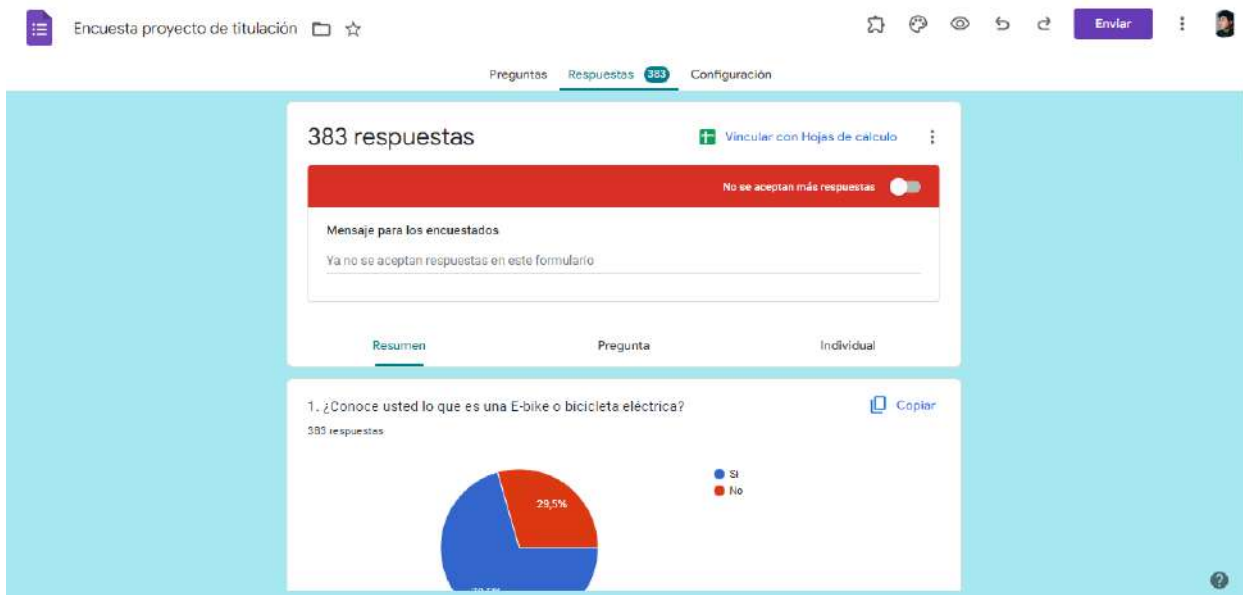 Encuesta proyecto de titulación
Enviar
Preguntas Respuestas 383 Configuración
383 respuestas
Vincular con Hojas de cálculo
No se aceptan más respuestas
Mensaje para los encuestados
Ya no se aceptan respuestas en este formulario
Resumen Pregunta Individual
1. ¿Conoce usted lo que es una E-bike o bicicleta eléctrica?
Copiar
383 respuestas
Si
No
29,5%